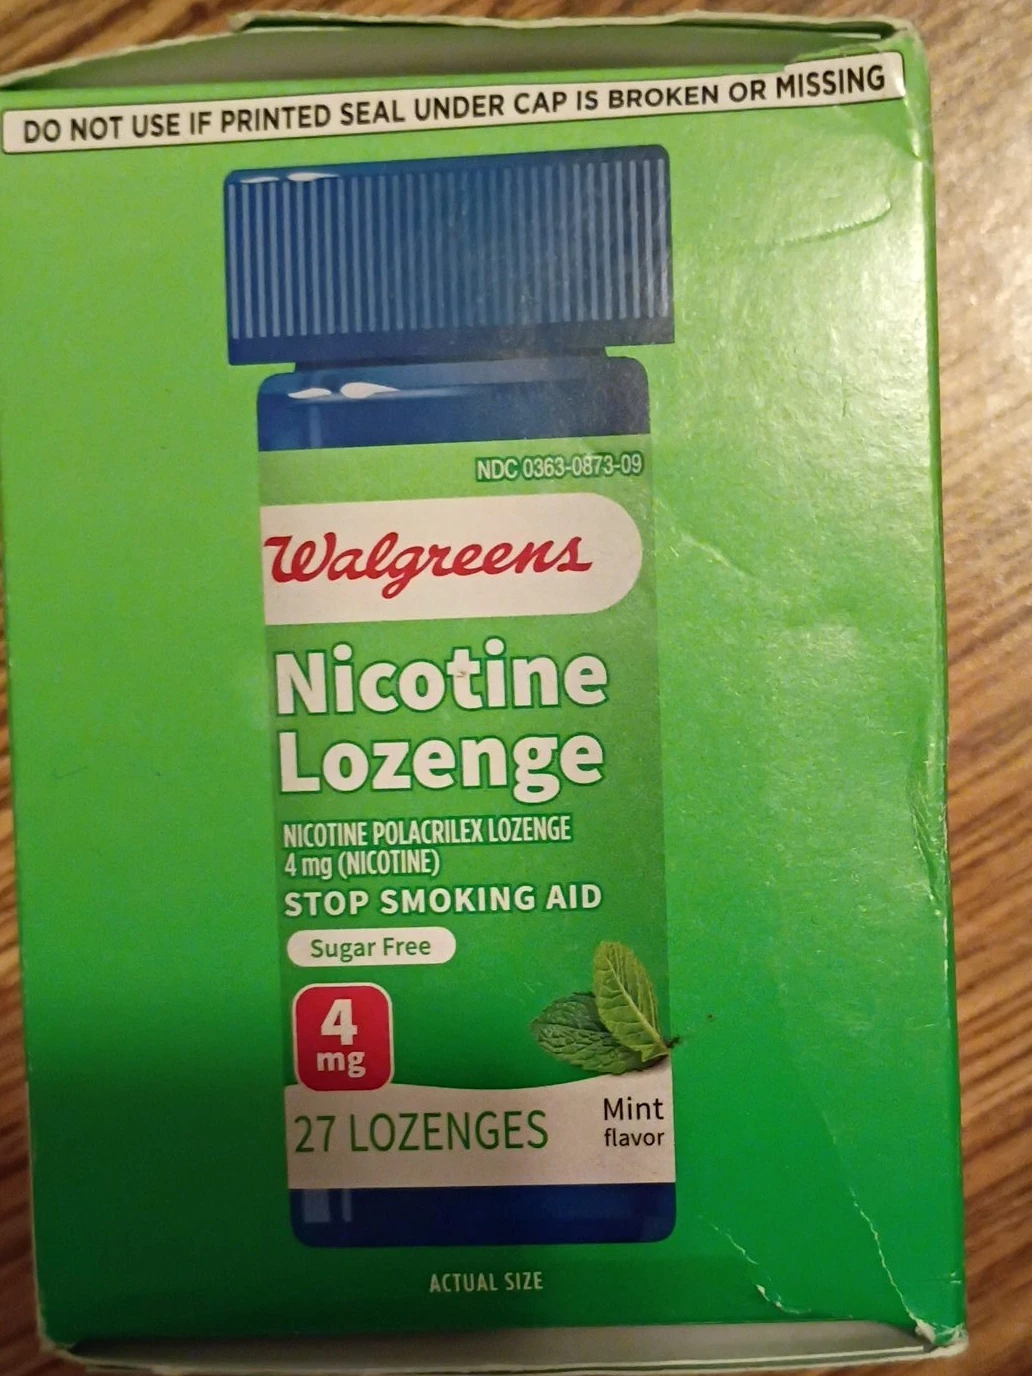 DO NOT USE IF PRINTED SEAL UNDER CAP IS BROKEN OR MISSING
NDC 0363-0873-09
Walgreens
Nicotine
Lozenge
NICOTINE POLACRILEX LOZENGE
4 mg (NICOTINE)
STOP SMOKING AID
Sugar Free
4
mg
27 LOZENGES
Mint
flavor
ACTUAL SIZE